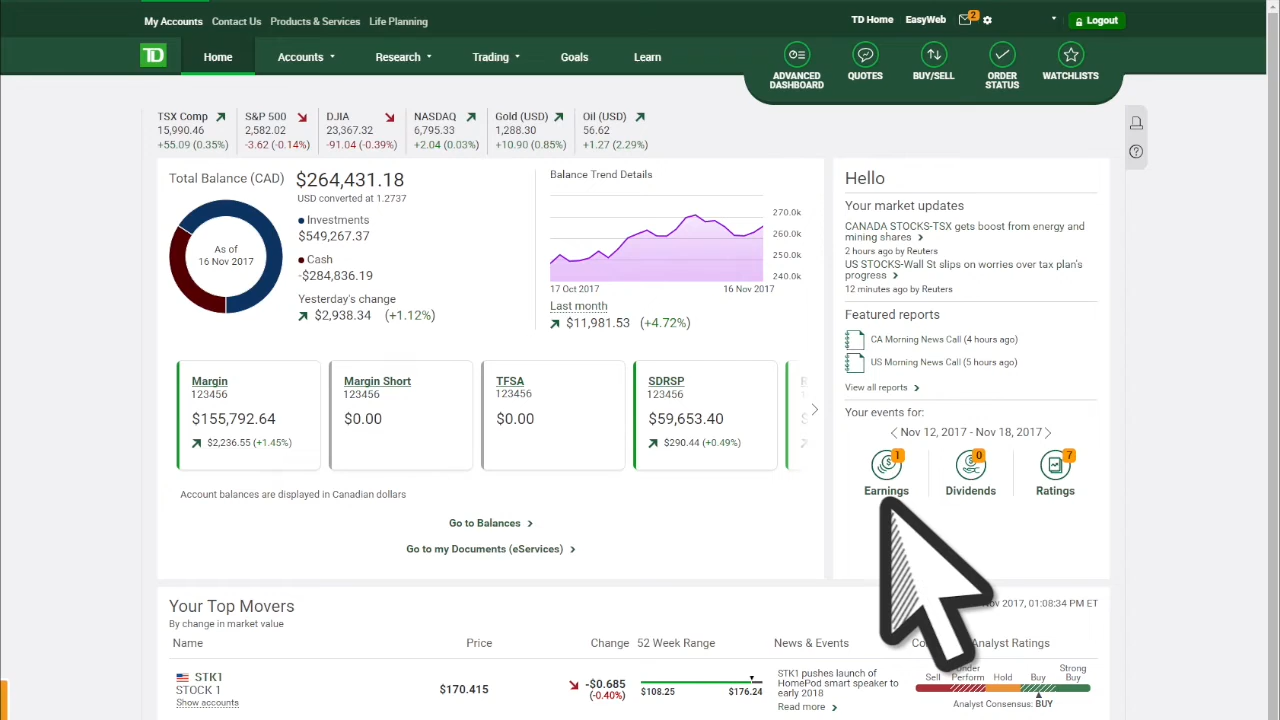 My Accounts Contact Us Products & Services Life Planning
TD Home EasyWeb 2 Logout
TD Home Accounts Research Trading Goals Learn
ADVANCED DASHBOARD
QUOTES
BUY/SELL
ORDER STATUS
WATCHLISTS
TSX Comp
15,990.46
+55.09 (0.35%)
S&P 500
2,582.02
-3.62 (-0.14%)
DJIA
23,367.32
-91.04 (-0.39%)
NASDAQ
6,795.33
+2.04 (0.03%)
Gold (USD)
1,288.30
+10.90 (0.85%)
Oil (USD)
56.62
+1.27 (2.29%)
Total Balance (CAD)
$264,431.18
USD converted at 1.2737
As of
16 Nov 2017
Investments
$549,267.37
Cash
-$284,836.19
Yesterday's change
$2,938.34 (+1.12%)
Balance Trend Details
270.0k
260.0k
250.0k
240.0k
17 Oct 2017 16 Nov 2017
Last month
$11,981.53 (+4.72%)
Margin
123456
$155,792.64
$2,236.55 (+1.45%)
Margin Short
123456
$0.00
TFSA
123456
$0.00
SDRSP
123456
$59,653.40
$290.44 (+0.49%)
Account balances are displayed in Canadian dollars
Go to Balances
Go to my Documents (eServices)
Hello
Your market updates
CANADA STOCKS-TSX gets boost from energy and
mining shares
2 hours ago by Reuters
US STOCKS-Wall St slips on worries over tax plan's
progress
12 minutes ago by Reuters
Featured reports
CA Morning News Call (4 hours ago)
US Morning News Call (5 hours ago)
View all reports
Your events for:
Nov 12, 2017 - Nov 18, 2017
1 0 7
Earnings Dividends Ratings
Your Top Movers
By change in market value
Nov 2017, 01:08:34 PM ET
Name Price Change 52 Week Range News & Events Analyst Ratings
STK1
STOCK 1
Show accounts
$170.415
-$0.685
(-0.40%)
$108.25 $176.24
STK1 pushes launch of
HomePod smart speaker to
early 2018
Read more
Sell Perform Hold Buy Strong Buy
Analyst Consensus: BUY